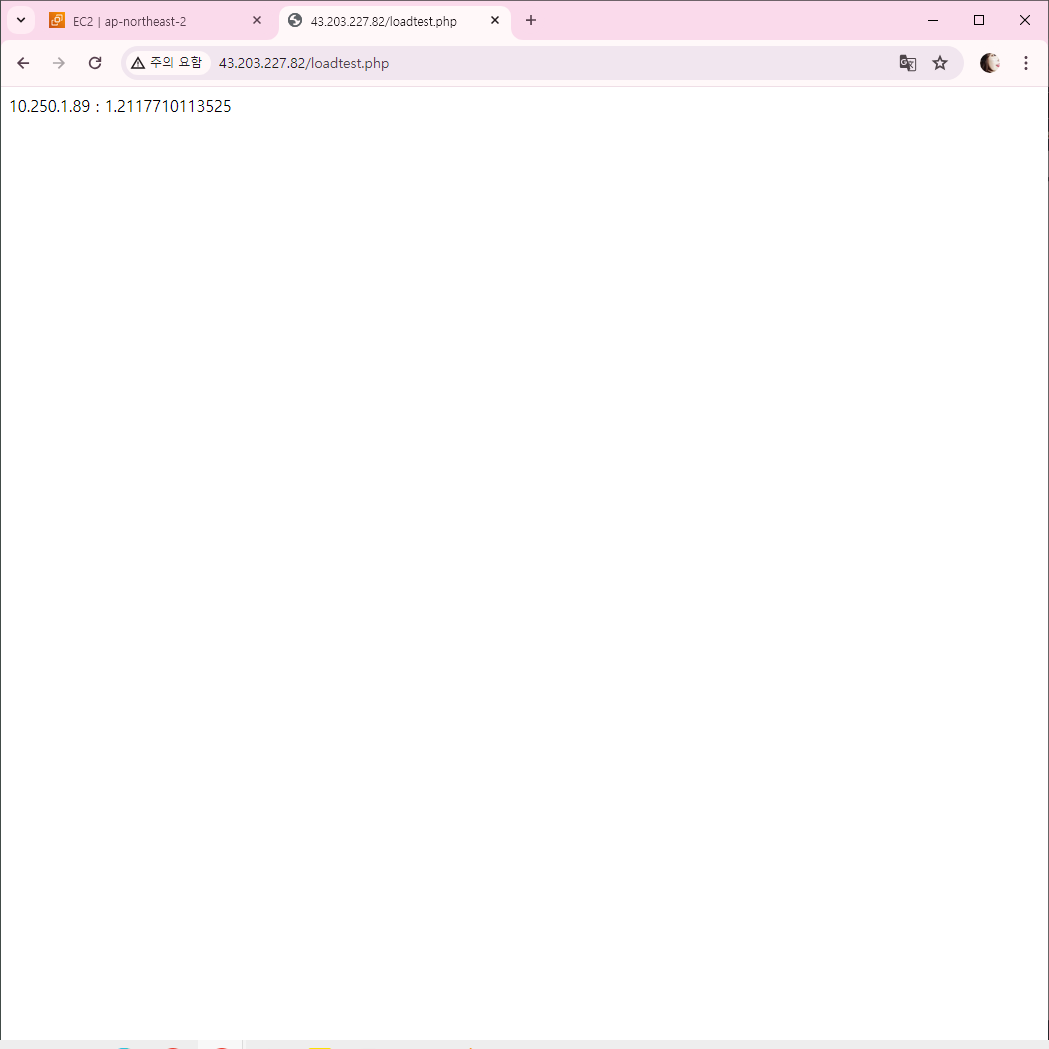 EC2 | ap-northeast-2
43.203.227.82/loadtest.php
주의 요함
43.203.227.82/loadtest.php
10.250.1.89 : 1.2117710113525